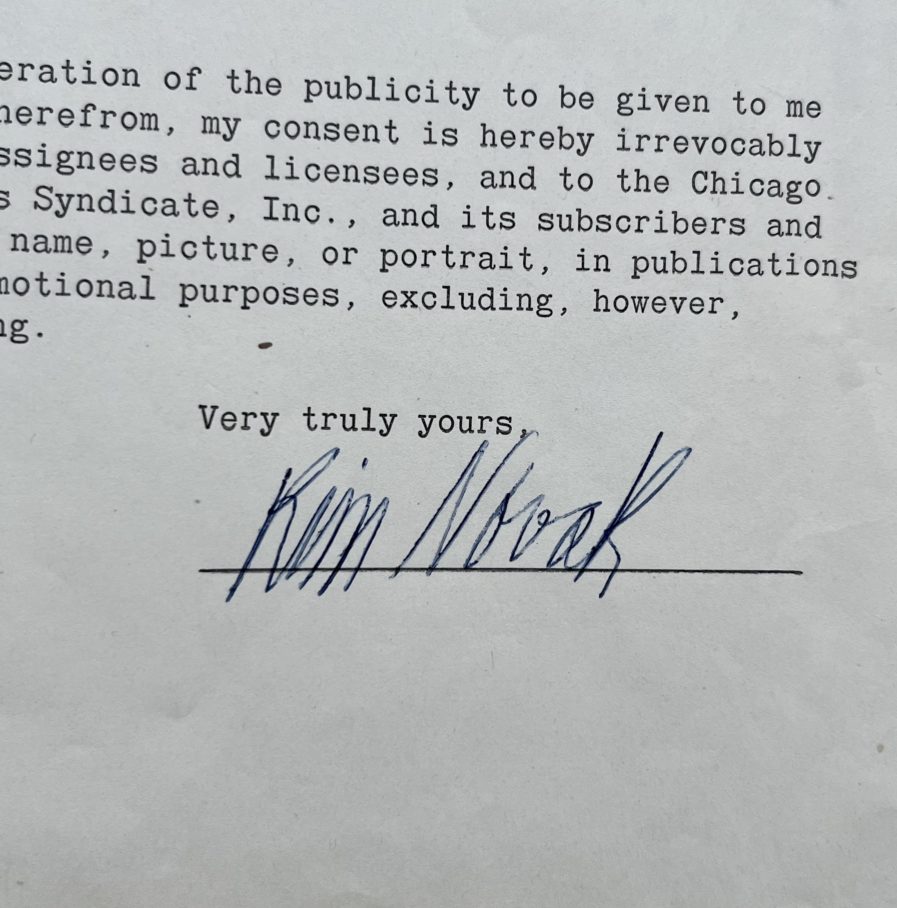 eration of the publicity to be given to me
herefrom, my consent is hereby irrevocably
ssignees and licensees, and to the Chicago
s Syndicate, Inc., and its subscribers and
name, picture, or portrait, in publications
motional purposes, excluding, however,
ng.
Very truly yours,
Kim Novak